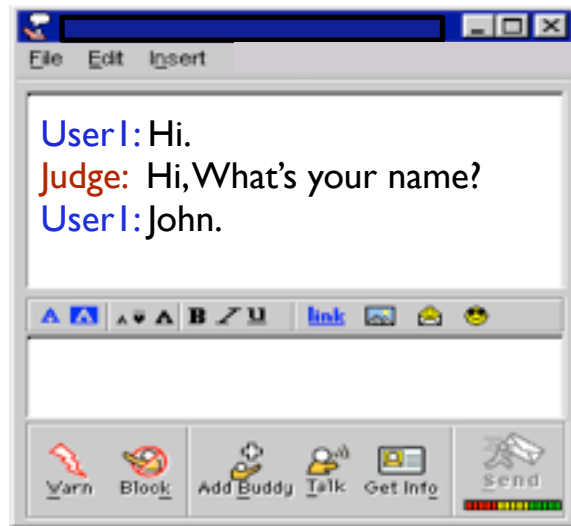 File Edit Insert
User1: Hi.
Judge: Hi, What's your name?
User1: John.
A A A A B I U link
Warn Block Add Buddy Talk Get Info Send